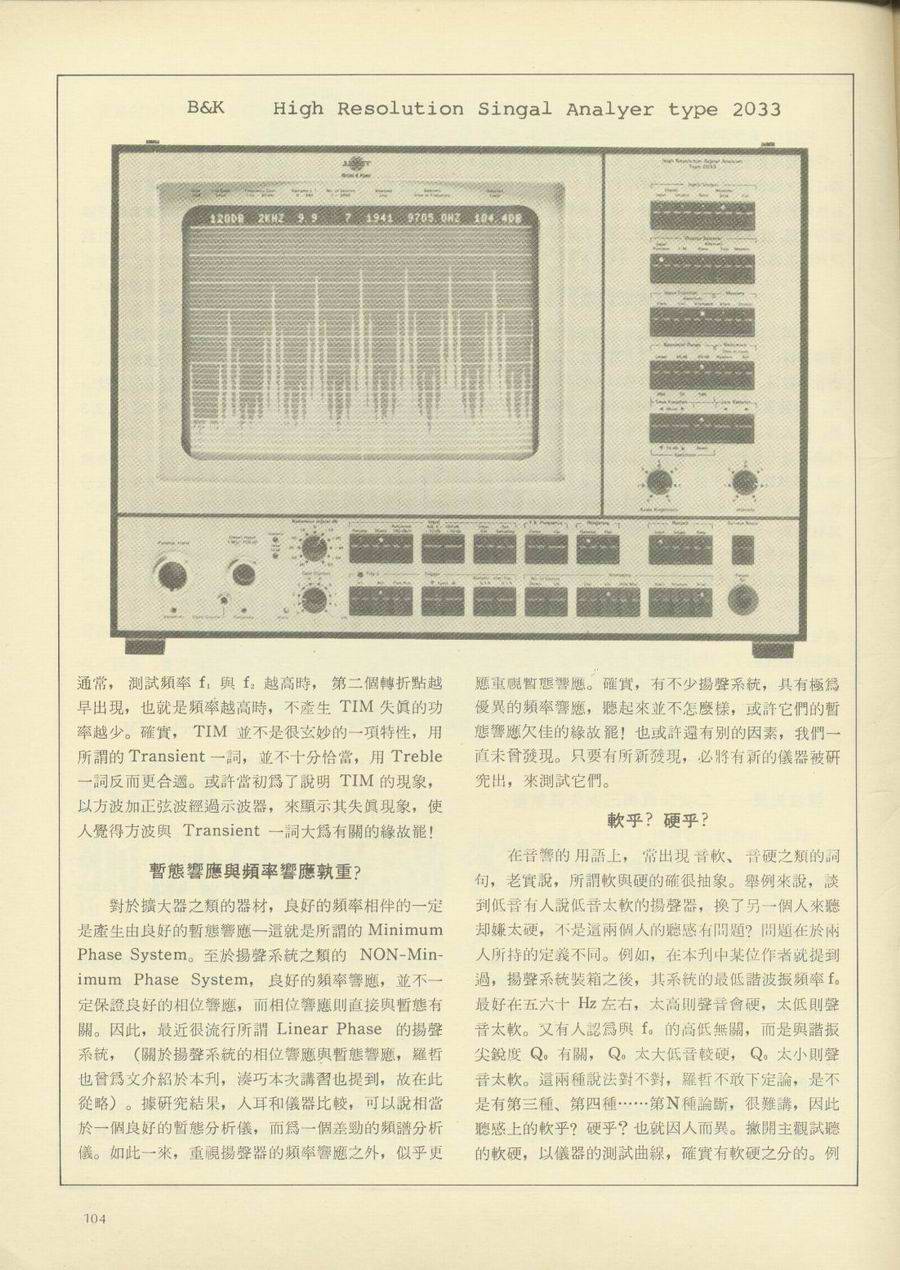 B&K High Resolution Singal Analyer type 2033
120DB 2KHZ 9.9 7 1941 9705.0HZ 104.4DB
通常，測試頻率 f₁ 與 f₂ 越高時，第二個轉折點越
早出現，也就是頻率越高時，不產生 TIM 失眞的功
率越少。確實，TIM 並不是很玄妙的一項特性，用
所謂的 Transient 一詞，並不十分恰當，用 Treble
一詞反而更合適。或許當初爲了說明 TIM 的現象，
以方波加正弦波經過示波器，來顯示其失眞現象，使
人覺得方波與 Transient 一詞大爲有關的緣故罷！
暫態響應與頻率響應孰重?
對於擴大器之類的器材，良好的頻率相伴的一定
是產生由良好的暫態響應—這就是所謂的 Minimum
Phase System。至於揚聲系統之類的 NON-Min-
imum Phase System，良好的頻率響應，並不一
定保證良好的相位響應，而相位響應則直接與暫態有
關。因此，最近很流行所謂 Linear Phase 的揚聲
系統，（關於揚聲系統的相位響應與暫態響應，羅哲
也曾爲文介紹於本刊，湊巧本次講習也提到，故在此
從略）。據研究結果，人耳和儀器比較，可以說相當
於一個良好的暫態分析儀，而爲一個差勁的頻譜分析
儀。如此一來，重視揚聲器的頻率響應之外，似乎更
應重視暫態響應。確實，有不少揚聲系統，具有極爲
優異的頻率響應，聽起來並不怎麼樣，或許它們的暫
態響應欠佳的緣故罷！也或許還有別的因素，我們一
直未曾發現。只要有所新發現，必將有新的儀器被研
究出，來測試它們。
軟乎？硬乎？
在音響的用語上，常出現音軟、音硬之類的詞
句，老實說，所謂軟與硬的確很抽象。舉例來說，談
到低音有人說低音太軟的揚聲器，換了另一個人來聽
却嫌太硬，不是這兩個人的聽感有問題？問題在於兩
人所持的定義不同。例如，在本刊中某位作者就提到
過，揚聲系統裝箱之後，其系統的最低諧波振頻率 f₀
最好在五六十 Hz 左右，太高則聲音會硬，太低則聲
音太軟。又有人認爲與 f₀ 的高低無關，而是與諧振
尖銳度 Q₀ 有關，Q₀ 太大低音較硬，Q₀ 太小則聲
音太軟。這兩種說法對不對，羅哲不敢下定論，是不
是有第三種、第四種……第N種論斷，很難講，因此
聽感上的軟乎？硬乎？也就因人而異。撇開主觀試聽
的軟硬，以儀器的測試曲線，確實有軟硬之分的。例
104